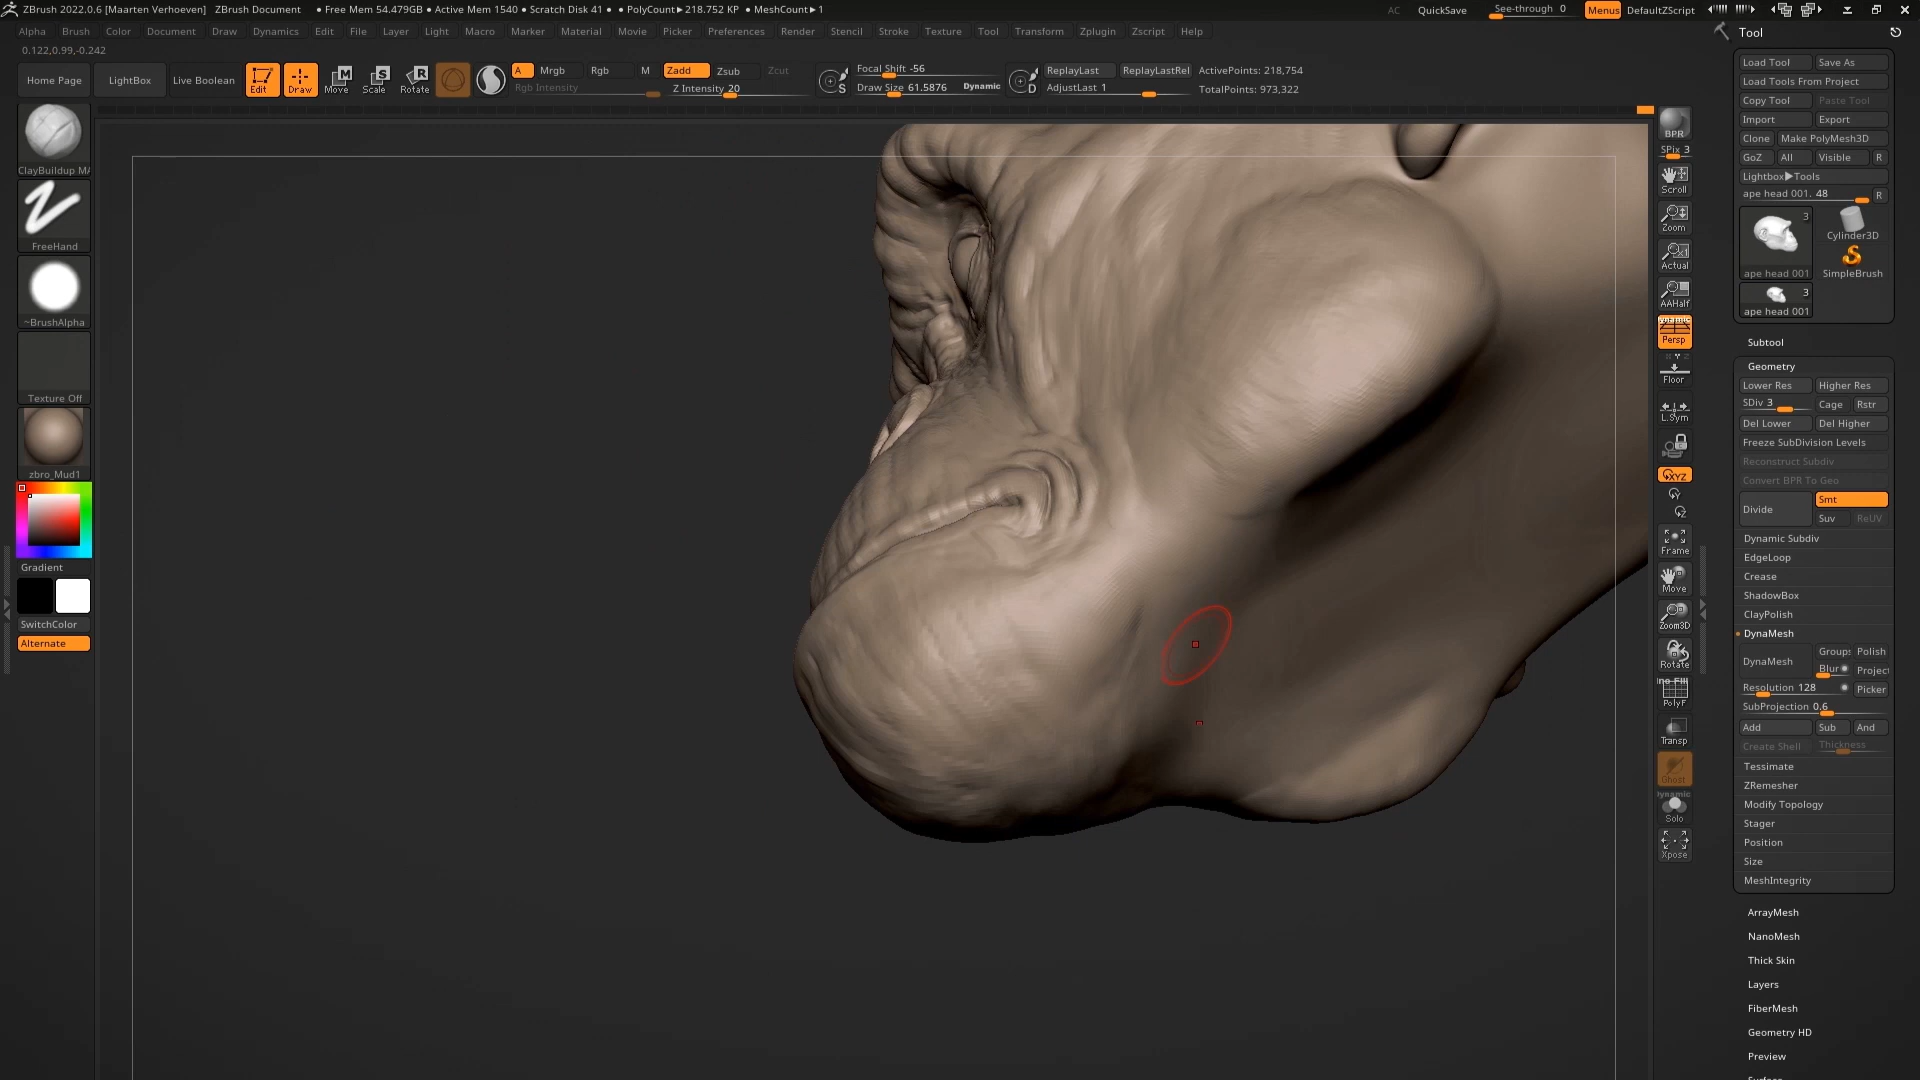 ZBrush 2022.0.6 [Maarten Verhoeven] ZBrush Document • Free Mem 54.479GB • Active Mem 1540 • Scratch Disk 41 • • PolyCount► 218.752 KP • MeshCount► 1 AC QuickSave See-through 0 Menus DefaultZScript
Alpha Brush Color Document Draw Dynamics Edit File Layer Light Macro Marker Material Movie Picker Preferences Render Stencil Stroke Texture Tool Transform Zplugin Zscript Help
0.122,0.99,-0.242
Home Page LightBox Live Boolean Edit Draw Move Scale Rotate
A Mrgb Rgb M Zadd Zsub Zcut
Rgb Intensity Z Intensity 20
Focal Shift -56
Draw Size 61.5876 Dynamic
ReplayLast ReplayLastRel ActivePoints: 218,754
AdjustLast 1 TotalPoints: 973,322
ClayBuildup MA
FreeHand
~BrushAlpha
Texture Off
zbro_Mud1
Gradient
SwitchColor
Alternate
BPR
SPix 3
Scroll
Zoom
Actual
AAHalf
Persp
Floor
L.Sym
XYZ
Frame
Move
Zoom3D
Rotate
PolyF
Transp
Ghost
Dynamic
Solo
Xpose
Tool
Load Tool Save As
Load Tools From Project
Copy Tool Paste Tool
Import Export
Clone Make PolyMesh3D
GoZ All Visible R
Lightbox►Tools
ape head 001. 48 R
3
Cylinder3D
ape head 001 SimpleBrush
3
ape head 001
Subtool
Geometry
Lower Res Higher Res
SDiv 3 Cage Rstr
Del Lower Del Higher
Freeze SubDivision Levels
Reconstruct Subdiv
Convert BPR To Geo
Divide Smt
Suv ReUV
Dynamic Subdiv
EdgeLoop
Crease
ShadowBox
ClayPolish
DynaMesh
DynaMesh Groups Polish
Blur Project
Resolution 128 Picker
SubProjection 0.6
Add Sub And
Create Shell Thickness
Tessimate
ZRemesher
Modify Topology
Stager
Position
Size
MeshIntegrity
ArrayMesh
NanoMesh
Thick Skin
Layers
FiberMesh
Geometry HD
Preview